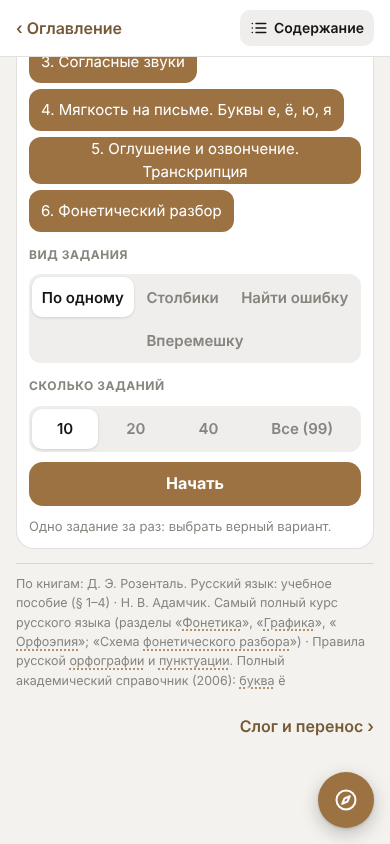 ‹ Оглавление
Содержание
3. Согласные звуки
4. Мягкость на письме. Буквы е, ё, ю, я
5. Оглушение и озвончение.
Транскрипция
6. Фонетический разбор
ВИД ЗАДАНИЯ
По одному Столбики Найти ошибку
Вперемешку
СКОЛЬКО ЗАДАНИЙ
10 20 40 Все (99)
Начать
Одно задание за раз: выбрать верный вариант.
По книгам: Д. Э. Розенталь. Русский язык: учебное
пособие (§ 1–4) · Н. В. Адамчик. Самый полный курс
русского языка (разделы «Фонетика», «Графика», «
Орфоэпия»; «Схема фонетического разбора») · Правила
русской орфографии и пунктуации. Полный
академический справочник (2006): буква ё
Слог и перенос ›